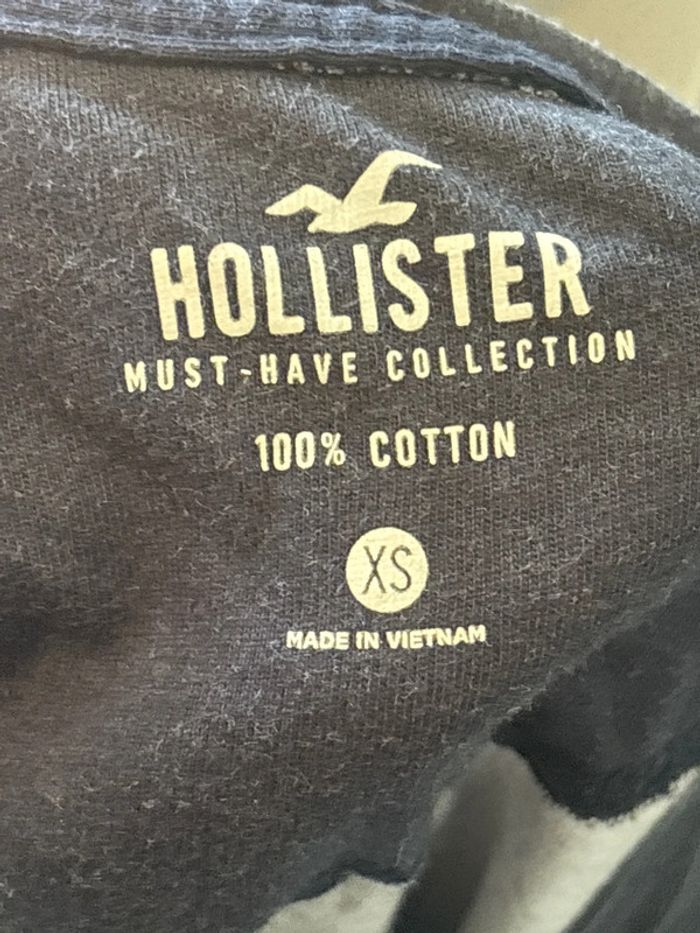 HOLLISTER
MUST-HAVE COLLECTION
100% COTTON
XS
MADE IN VIETNAM